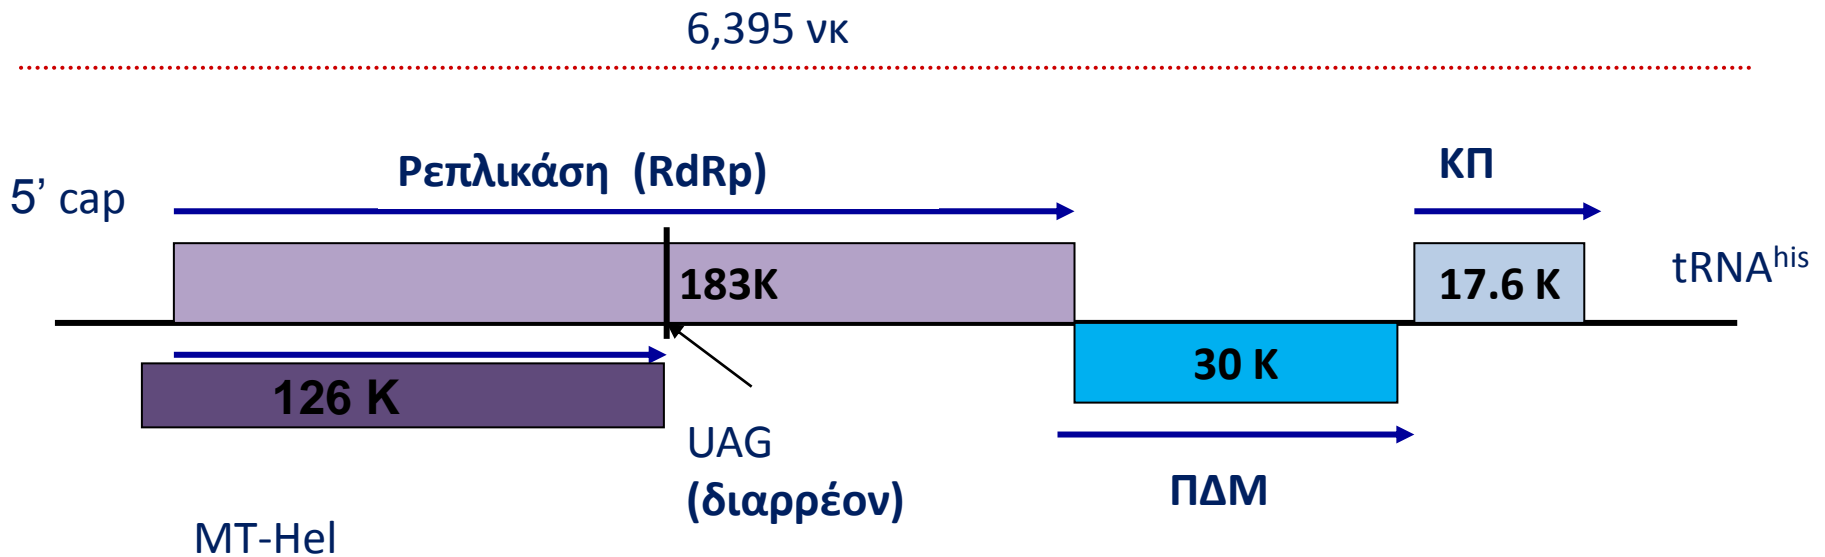 6,395 νκ
Ρεπλικάση (RdRp)
ΚΠ
5’ cap
183K
17.6 K
tRNAhis
30 K
126 K
UAG
(διαρρέον)
ΠΔΜ
MT-Hel